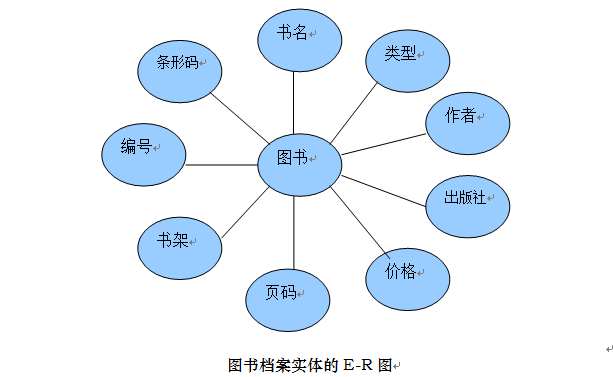 书名
条形码
类型
作者
编号
图书
出版社
书架
价格
页码
图书档案实体的 E-R 图